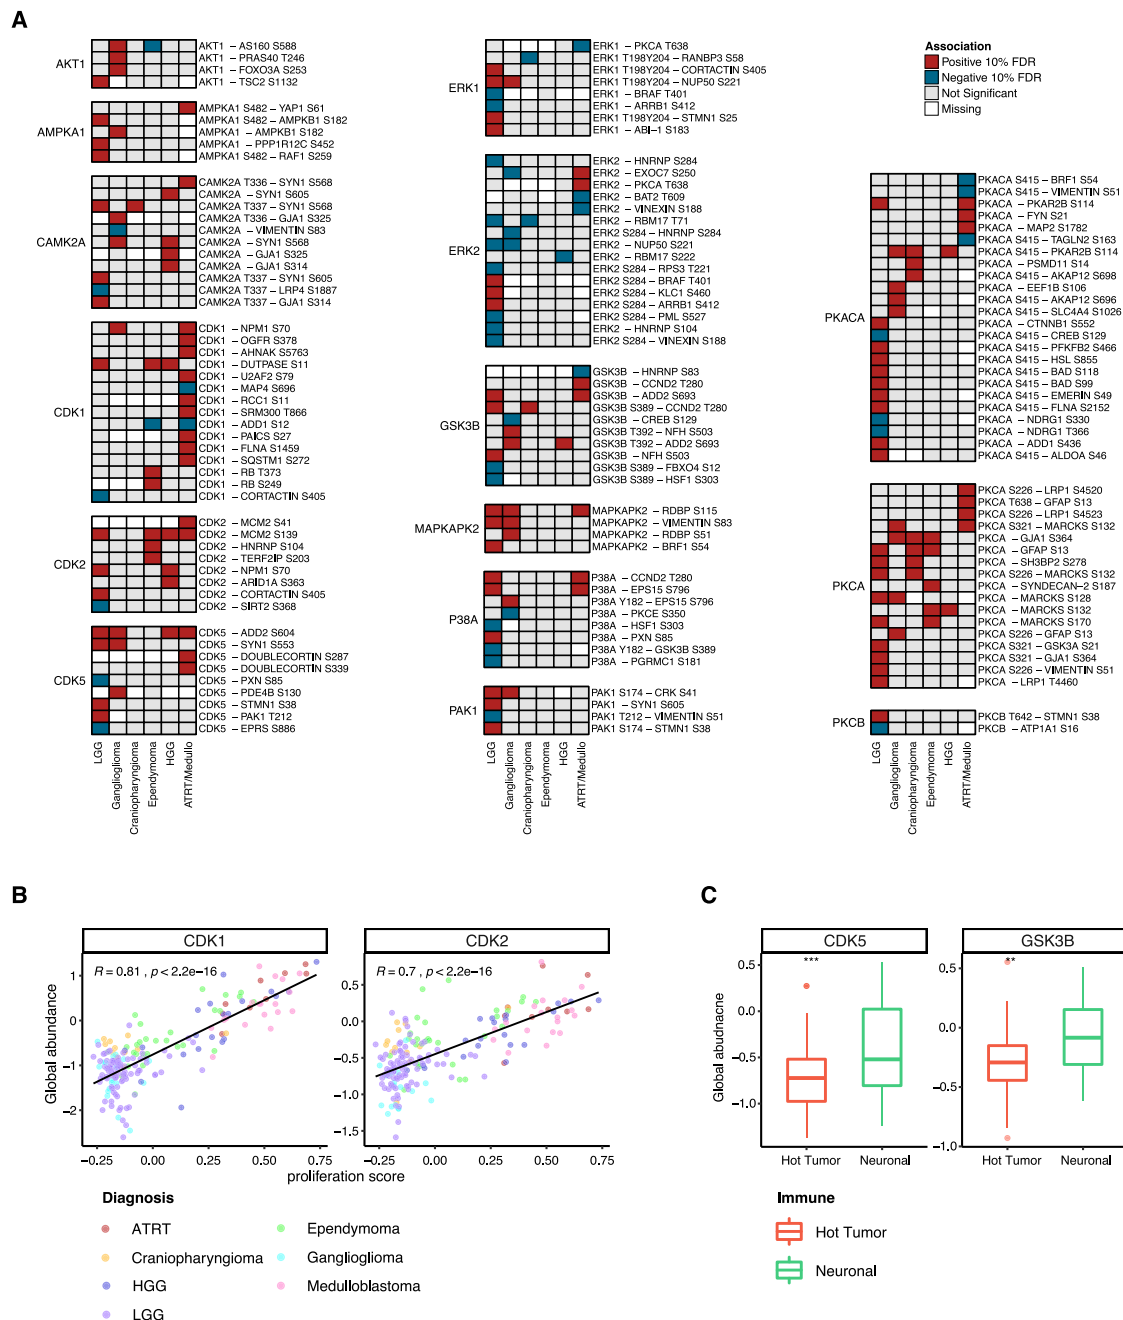 A
AKT1
AKT1 – AS160 S588
AKT1 – PRAS40 T246
AKT1 – FOXO3A S253
AKT1 – TSC2 S1132
AMPKA1
AMPKA1 S482 – YAP1 S61
AMPKA1 S482 – AMPKB1 S182
AMPKA1 – AMPKB1 S182
AMPKA1 – PPP1R12C S452
AMPKA1 S482 – RAF1 S259
CAMK2A
CAMK2A T336 – SYN1 S568
CAMK2A – SYN1 S605
CAMK2A T337 – SYN1 S568
CAMK2A T336 – GJA1 S325
CAMK2A – VIMENTIN S83
CAMK2A – SYN1 S568
CAMK2A – GJA1 S325
CAMK2A – GJA1 S314
CAMK2A T337 – SYN1 S605
CAMK2A T337 – LRP4 S1887
CAMK2A T337 – GJA1 S314
CDK1
CDK1 – NPM1 S70
CDK1 – OGFR S378
CDK1 – AHNAK S5763
CDK1 – DUTPASE S11
CDK1 – U2AF2 S79
CDK1 – MAP4 S696
CDK1 – RCC1 S11
CDK1 – SRM300 T866
CDK1 – ADD1 S12
CDK1 – PAICS S27
CDK1 – FLNA S1459
CDK1 – SQSTM1 S272
CDK1 – RB T373
CDK1 – RB S249
CDK1 – CORTACTIN S405
CDK2
CDK2 – MCM2 S41
CDK2 – MCM2 S139
CDK2 – HNRNP S104
CDK2 – TERF2IP S203
CDK2 – NPM1 S70
CDK2 – ARID1A S363
CDK2 – CORTACTIN S405
CDK2 – SIRT2 S368
CDK5
CDK5 – ADD2 S604
CDK5 – SYN1 S553
CDK5 – DOUBLECORTIN S287
CDK5 – DOUBLECORTIN S339
CDK5 – PXN S85
CDK5 – PDE4B S130
CDK5 – STMN1 S38
CDK5 – PAK1 T212
CDK5 – EPRS S886
LGG
Ganglioglioma
Craniopharyngioma
Ependymoma
HGG
ATRT/Medullo
ERK1
ERK1 – PKCA T638
ERK1 T198Y204 – RANBP3 S58
ERK1 T198Y204 – CORTACTIN S405
ERK1 T198Y204 – NUP50 S221
ERK1 – BRAF T401
ERK1 – ARRB1 S412
ERK1 T198Y204 – STMN1 S25
ERK1 – ABI–1 S183
ERK2
ERK2 – HNRNP S284
ERK2 – EXOC7 S250
ERK2 – PKCA T638
ERK2 – BAT2 T609
ERK2 – VINEXIN S188
ERK2 – RBM17 T71
ERK2 S284 – HNRNP S284
ERK2 – NUP50 S221
ERK2 – RBM17 S222
ERK2 S284 – RPS3 T221
ERK2 S284 – BRAF T401
ERK2 S284 – KLC1 S460
ERK2 S284 – ARRB1 S412
ERK2 S284 – PML S527
ERK2 – HNRNP S104
ERK2 S284 – VINEXIN S188
GSK3B
GSK3B – HNRNP S83
GSK3B – CCND2 T280
GSK3B – ADD2 S693
GSK3B S389 – CCND2 T280
GSK3B – CREB S129
GSK3B T392 – NFH S503
GSK3B T392 – ADD2 S693
GSK3B – NFH S503
GSK3B S389 – FBXO4 S12
GSK3B S389 – HSF1 S303
MAPKAPK2
MAPKAPK2 – RDBP S115
MAPKAPK2 – VIMENTIN S83
MAPKAPK2 – RDBP S51
MAPKAPK2 – BRF1 S54
P38A
P38A – CCND2 T280
P38A – EPS15 S796
P38A Y182 – EPS15 S796
P38A – PKCE S350
P38A – HSF1 S303
P38A – PXN S85
P38A Y182 – GSK3B S389
P38A – PGRMC1 S181
PAK1
PAK1 S174 – CRK S41
PAK1 – SYN1 S605
PAK1 T212 – VIMENTIN S51
PAK1 S174 – STMN1 S38
LGG
Ganglioglioma
Craniopharyngioma
Ependymoma
HGG
ATRT/Medullo
Association
Positive 10% FDR
Negative 10% FDR
Not Significant
Missing
PKACA
PKACA S415 – BRF1 S54
PKACA S415 – VIMENTIN S51
PKACA – PKAR2B S114
PKACA – FYN S21
PKACA – MAP2 S1782
PKACA S415 – TAGLN2 S163
PKACA S415 – PKAR2B S114
PKACA – PSMD11 S14
PKACA S415 – AKAP12 S698
PKACA – EEF1B S106
PKACA S415 – AKAP12 S696
PKACA S415 – SLC4A4 S1026
PKACA – CTNNB1 S552
PKACA S415 – CREB S129
PKACA S415 – PFKFB2 S466
PKACA S415 – HSL S855
PKACA S415 – BAD S118
PKACA S415 – BAD S99
PKACA S415 – EMERIN S49
PKACA S415 – FLNA S2152
PKACA – NDRG1 S330
PKACA – NDRG1 T366
PKACA – ADD1 S436
PKACA S415 – ALDOA S46
PKCA
PKCA S226 – LRP1 S4520
PKCA T638 – GFAP S13
PKCA S226 – LRP1 S4523
PKCA S321 – MARCKS S132
PKCA – GJA1 S364
PKCA – GFAP S13
PKCA – SH3BP2 S278
PKCA S226 – MARCKS S132
PKCA – SYNDECAN–2 S187
PKCA – MARCKS S128
PKCA – MARCKS S132
PKCA – MARCKS S170
PKCA S226 – GFAP S13
PKCA S321 – GSK3A S21
PKCA S321 – GJA1 S364
PKCA S226 – VIMENTIN S51
PKCA – LRP1 T4460
PKCB
PKCB T642 – STMN1 S38
PKCB – ATP1A1 S16
LGG
Ganglioglioma
Craniopharyngioma
Ependymoma
HGG
ATRT/Medullo
B
CDK1
CDK2
R = 0.81 , p < 2.2e−16
R = 0.7 , p < 2.2e−16
Global abundance
1
0
−1
−2
0.5
0.0
−0.5
−1.0
−1.5
−0.25 0.00 0.25 0.50 0.75
−0.25 0.00 0.25 0.50 0.75
proliferation score
Diagnosis
ATRT
Craniopharyngioma
HGG
LGG
Ependymoma
Ganglioglioma
Medulloblastoma
C
CDK5
GSK3B
***
**
Global abudnacne
0.5
0.0
−0.5
−1.0
0.5
0.0
−0.5
−1.0
Hot Tumor Neuronal
Hot Tumor Neuronal
Immune
Hot Tumor
Neuronal